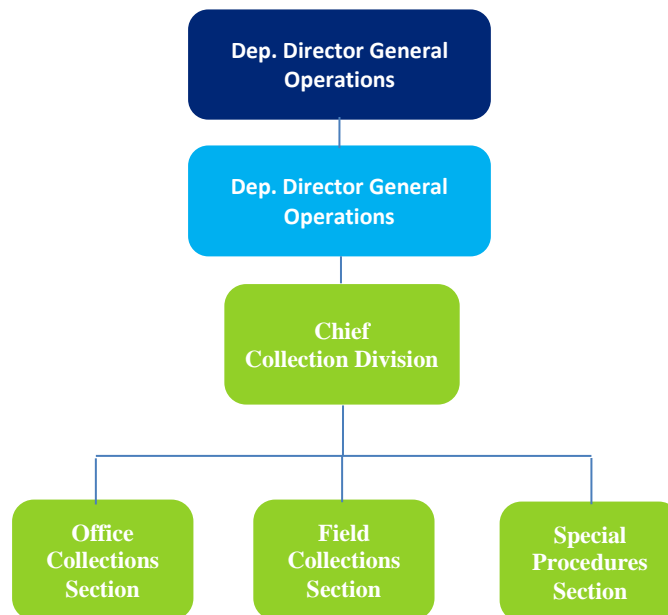 Dep. Director General
Operations
Dep. Director General
Operations
Chief
Collection Division
Office
Collections
Section
Field
Collections
Section
Special
Procedures
Section